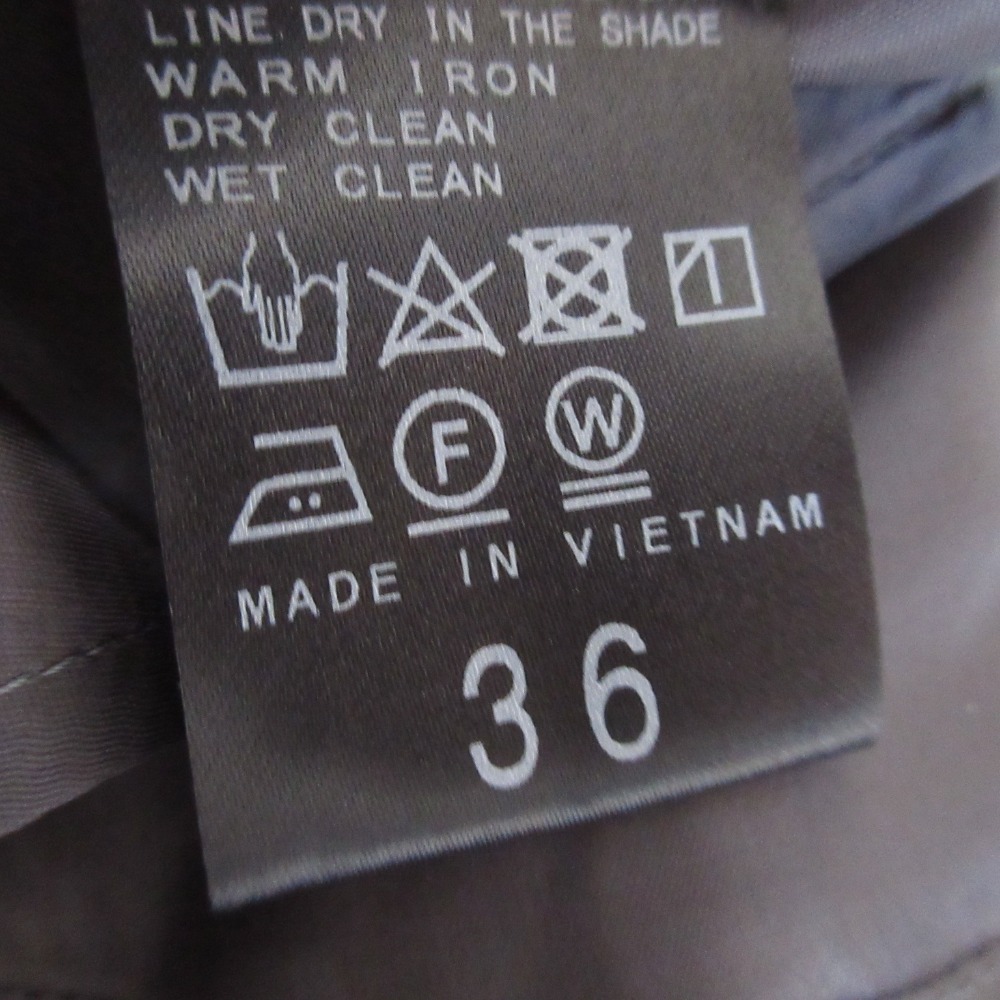 LINE DRY IN THE SHADE
WARM IRON
DRY CLEAN
WET CLEAN
F W
MADE IN VIETNAM
36